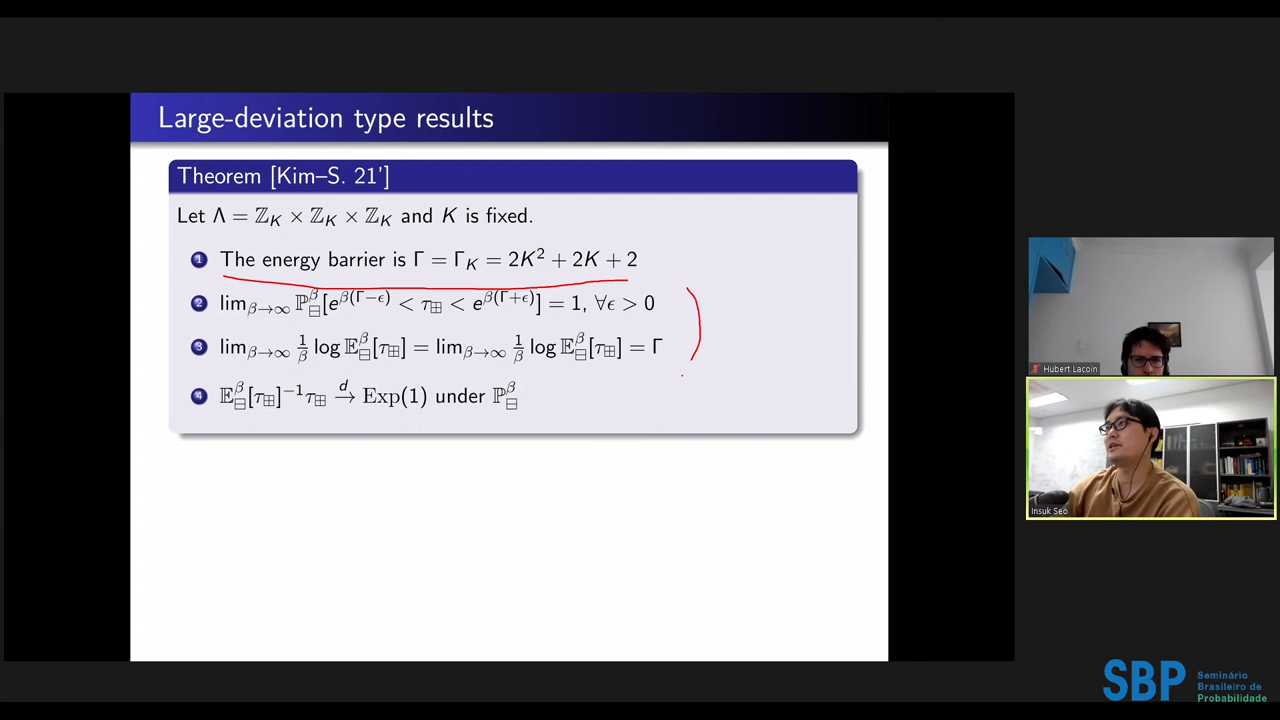 Large-deviation type results
Theorem [Kim–S. 21']
Let Λ = ℤ_K × ℤ_K × ℤ_K and K is fixed.
1 The energy barrier is Γ = Γ_K = 2K² + 2K + 2
2 lim_{β→∞} ℙ^β_⊟[e^{β(Γ−ϵ)} < τ_⊞ < e^{β(Γ+ϵ)}] = 1, ∀ϵ > 0
3 lim_{β→∞} 1/β log 𝔼^β_⊟[τ_⊞] = lim_{β→∞} 1/β log 𝔼^β_⊟[τ_⊞] = Γ
4 𝔼^β_⊟[τ_⊞]^{−1}τ_⊞ →^d Exp(1) under ℙ^β_⊟
Hubert Lacoin
Insuk Seo
SBP
Seminário
Brasileiro de
Probabilidade